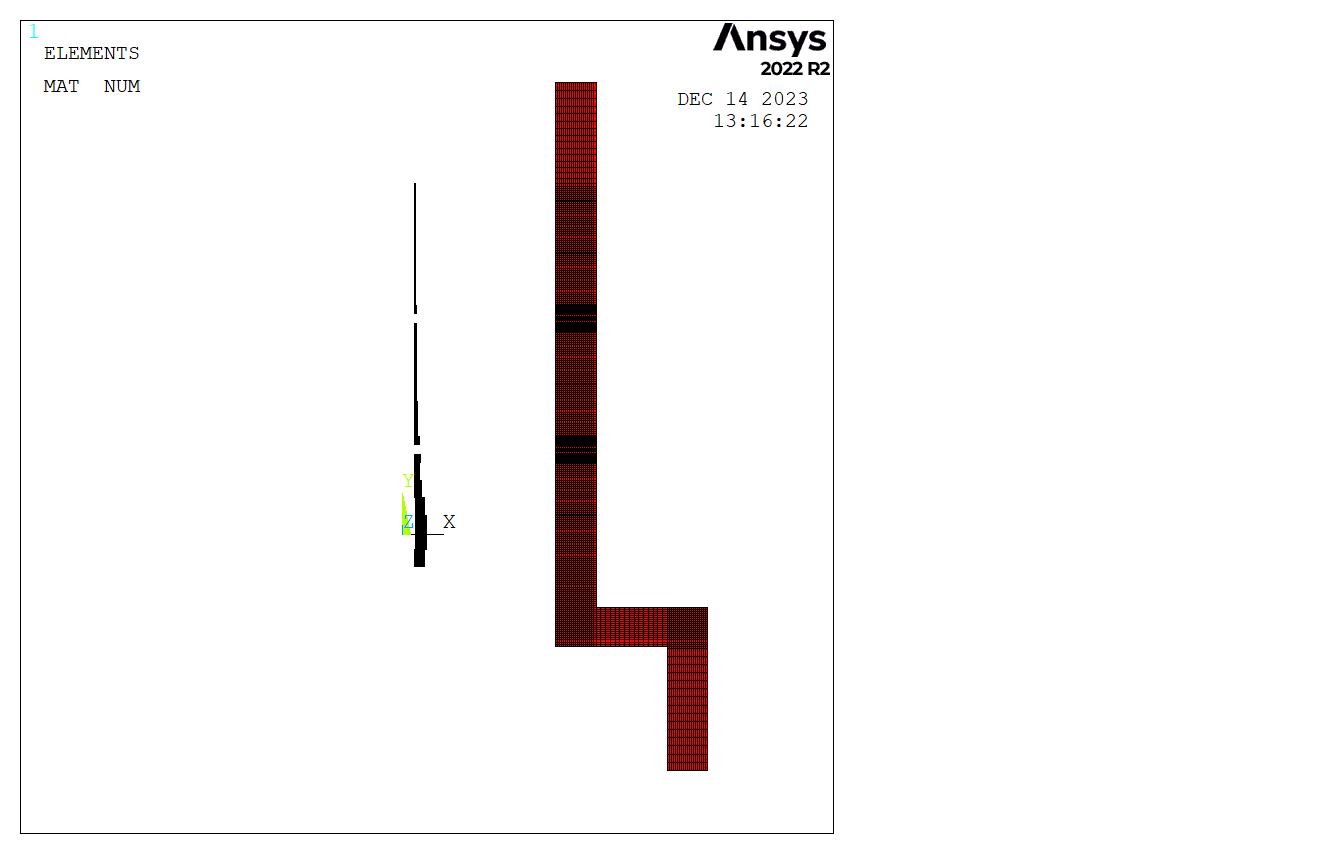 1
ELEMENTS
MAT NUM
Ansys
2022 R2
DEC 14 2023
13:16:22
Y
Z
X